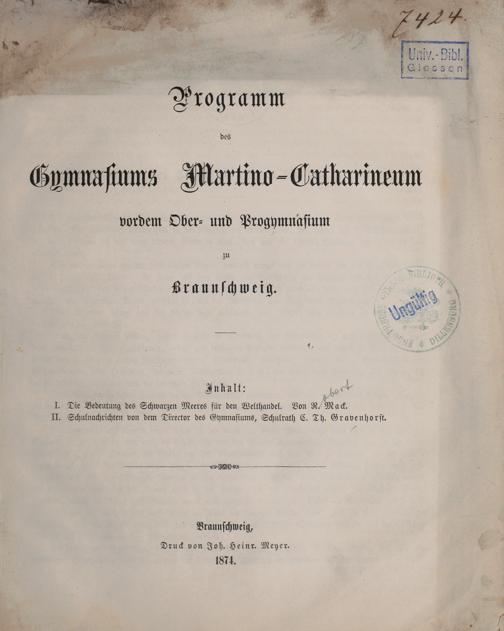 7424.
Univ.-Bibl.
Giessen
Programm
des
Gymnasiums Martino-Catharineum
vordem Ober- und Progymnasium
zu
Braunschweig.
Ungültig
Inhalt:
obert
I. Die Bedeutung des Schwarzen Meeres für den Welthandel. Von R. Mack.
II. Schulnachrichten von dem Director des Gymnasiums, Schulrath C. Th. Gravenhorst.
Braunschweig,
Druck von Joh. Heinr. Meyer.
1874.